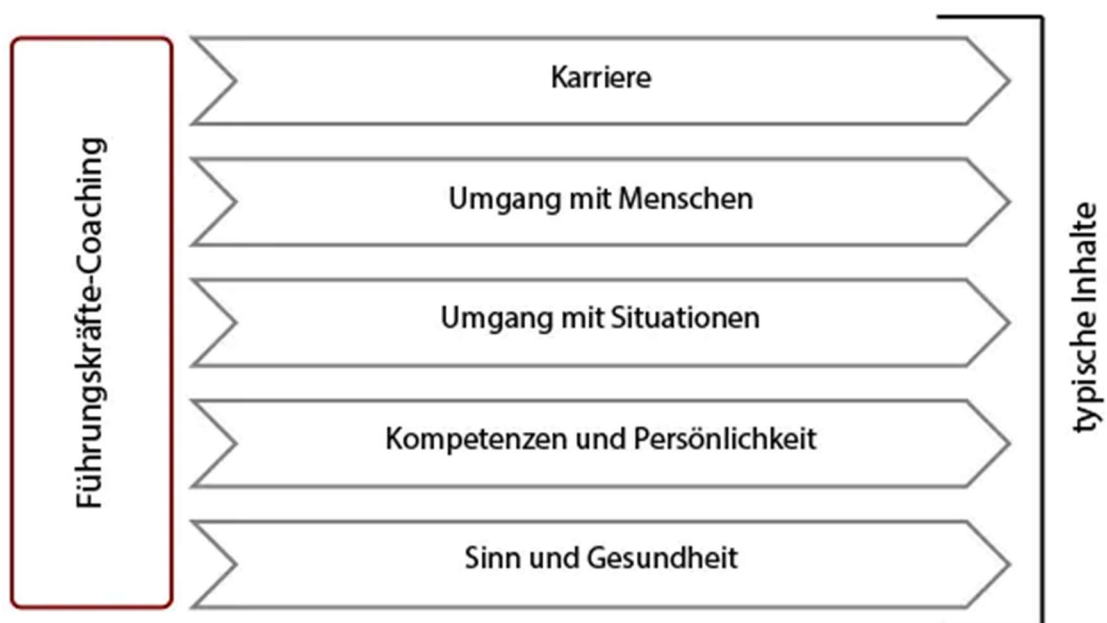 Führungskräfte-Coaching
Karriere
Umgang mit Menschen
Umgang mit Situationen
Kompetenzen und Persönlichkeit
Sinn und Gesundheit
typische Inhalte